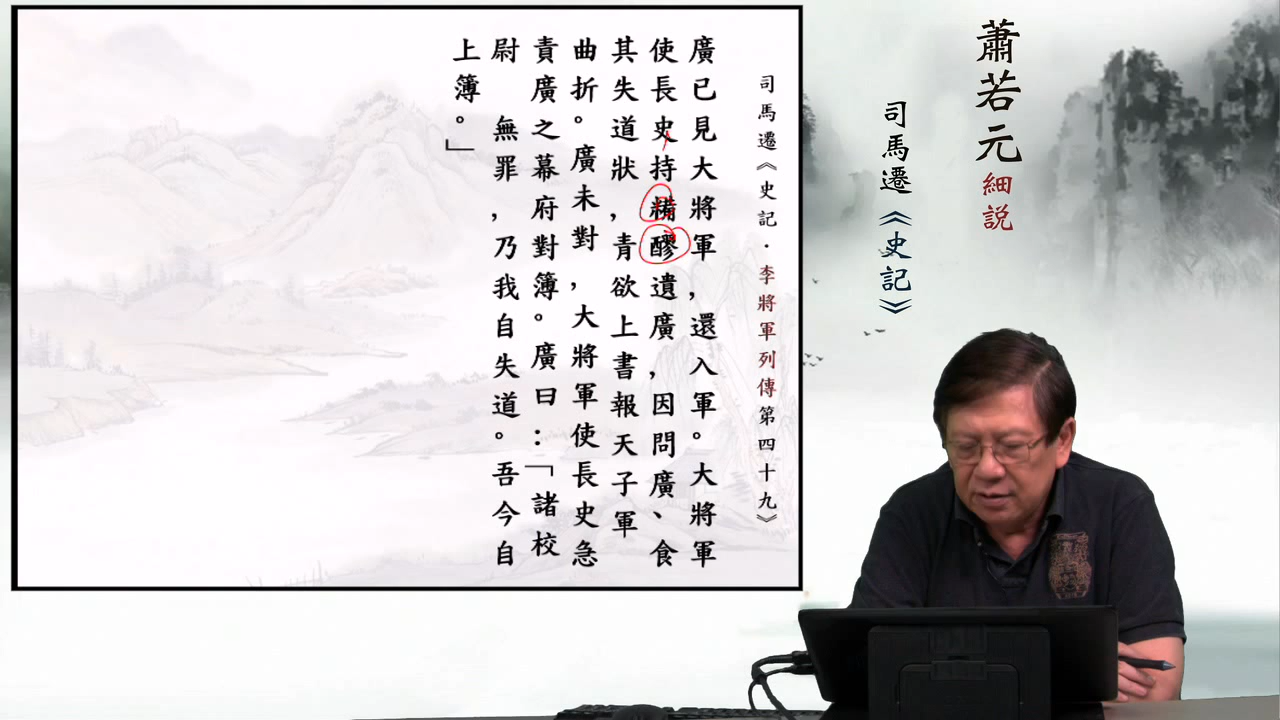 蕭若元細説
司馬遷《史記》
司馬遷《史記·李將軍列傳第四十九》
廣已見大將軍,還入軍。大將軍
使長史持糒醪遺廣,因問廣、食
其失道狀,青欲上書報天子軍
曲折。廣未對,大將軍使長史急
責廣之幕府對簿。廣曰:「諸校
尉 無罪,乃我自失道。吾今自
上簿。」